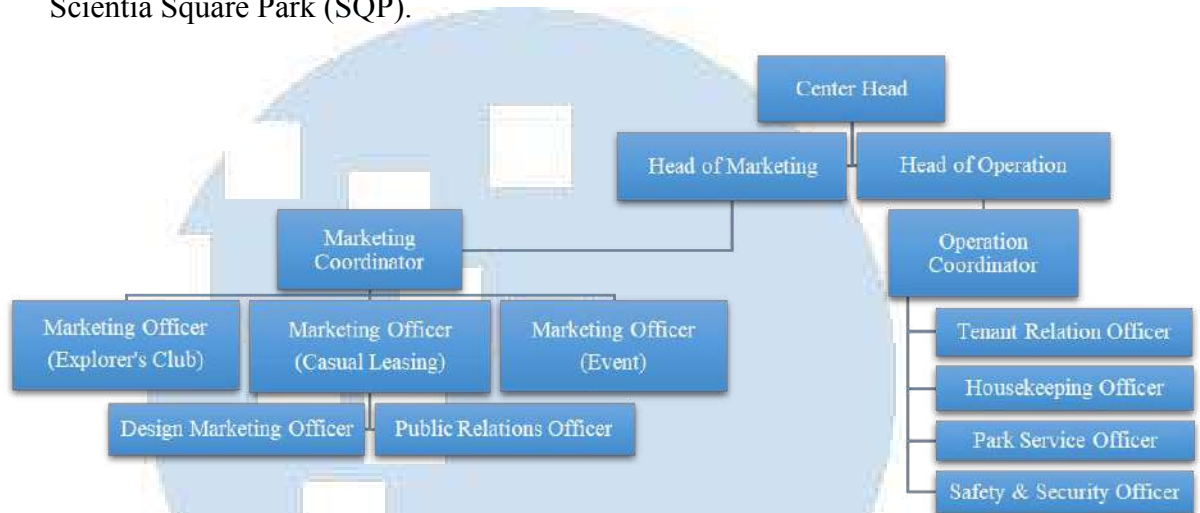 Scientia Square Park (SQP).
Center Head
Head of Marketing
Head of Operation
Marketing
Coordinator
Operation
Coordinator
Marketing Officer
(Explorer's Club)
Marketing Officer
(Casual Leasing)
Marketing Officer
(Event)
Design Marketing Officer
Public Relations Officer
Tenant Relation Officer
Housekeeping Officer
Park Service Officer
Safety & Security Officer